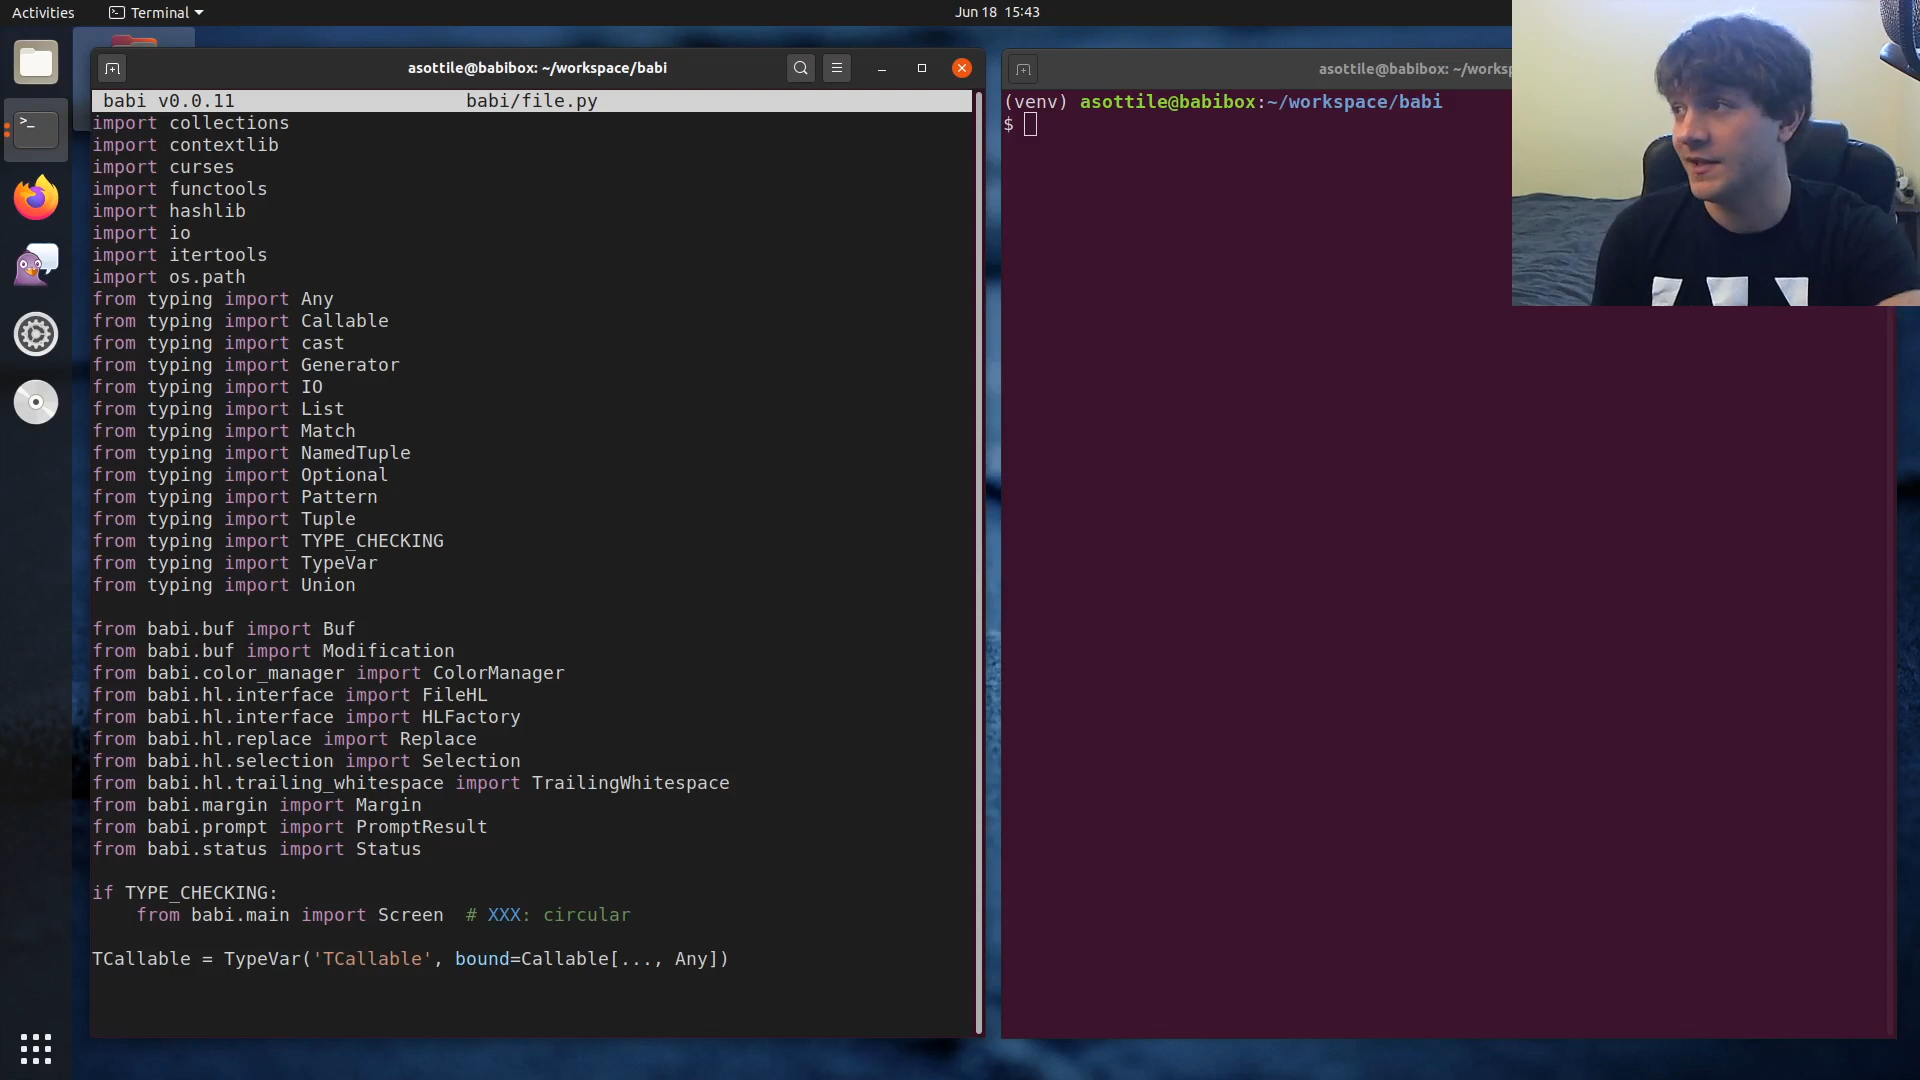 Activities
Terminal
Jun 18 15:43
asottile@babibox: ~/workspace/babi
babi v0.0.11 babi/file.py
import collections
import contextlib
import curses
import functools
import hashlib
import io
import itertools
import os.path
from typing import Any
from typing import Callable
from typing import cast
from typing import Generator
from typing import IO
from typing import List
from typing import Match
from typing import NamedTuple
from typing import Optional
from typing import Pattern
from typing import Tuple
from typing import TYPE_CHECKING
from typing import TypeVar
from typing import Union
from babi.buf import Buf
from babi.buf import Modification
from babi.color_manager import ColorManager
from babi.hl.interface import FileHL
from babi.hl.interface import HLFactory
from babi.hl.replace import Replace
from babi.hl.selection import Selection
from babi.hl.trailing_whitespace import TrailingWhitespace
from babi.margin import Margin
from babi.prompt import PromptResult
from babi.status import Status
if TYPE_CHECKING:
    from babi.main import Screen  # XXX: circular
TCallable = TypeVar('TCallable', bound=Callable[..., Any])
asottile@babibox: ~/worksp
(venv) asottile@babibox:~/workspace/babi
$